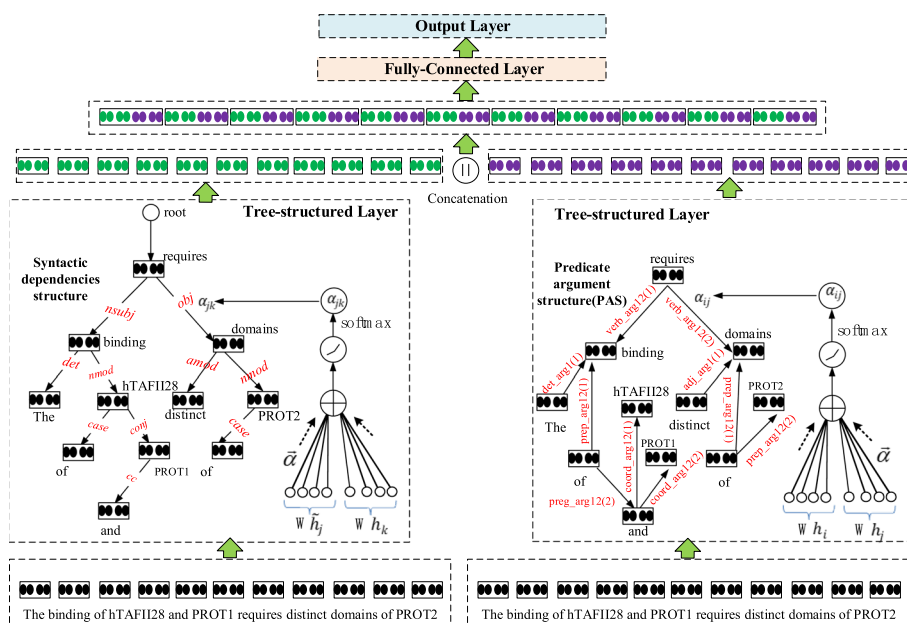 Output Layer
Fully-Connected Layer
||
Concatenation
Tree-structured Layer
root
requires
Syntactic
dependencies
structure
nsubj
obj
α_jk
α_jk
softmax
binding
domains
det
nmod
amod
nmod
hTAFII28
The
distinct
PROT2
case
conj
case
of
PROT1
of
cc
and
α⃗
W h̃_j
W h_k
Tree-structured Layer
requires
Predicate
argument
structure(PAS)
verb_arg12(1)
verb_arg12(2)
α_ij
α_ij
softmax
binding
domains
det_arg1(1)
adj_arg1(1)
hTAFII28
PROT2
The
distinct
prep_arg12(1)
coord_arg12(1)
prep_arg12(1)
PROT1
prep_arg12(2)
of
of
coord_arg12(2)
preg_arg12(2)
and
α⃗
W h_i
W h_j
The binding of hTAFII28 and PROT1 requires distinct domains of PROT2
The binding of hTAFII28 and PROT1 requires distinct domains of PROT2